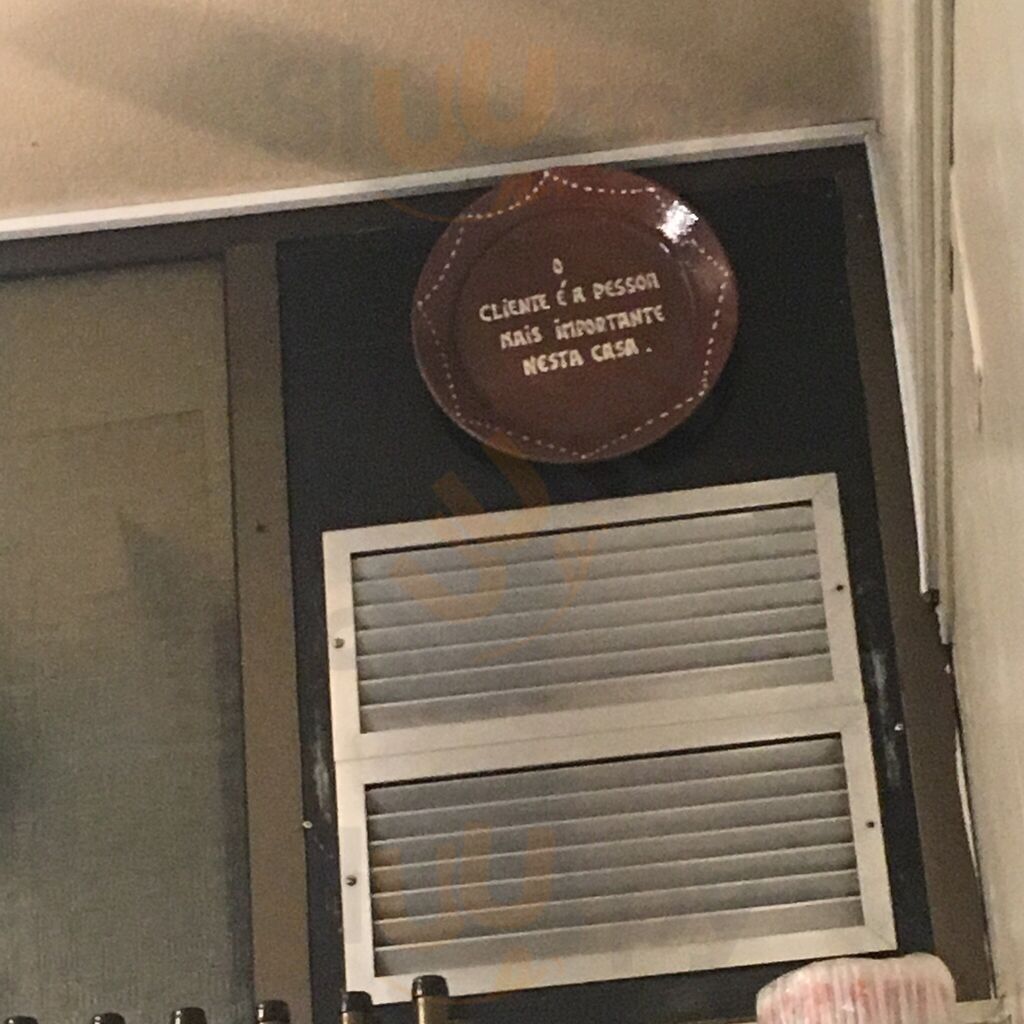 O
CLIENTE É A PESSOA
MAIS IMPORTANTE
NESTA CASA.